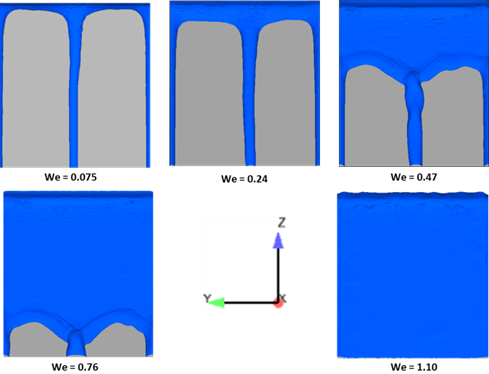 We = 0.075
We = 0.24
We = 0.47
Z
Y
X
We = 0.76
We = 1.10